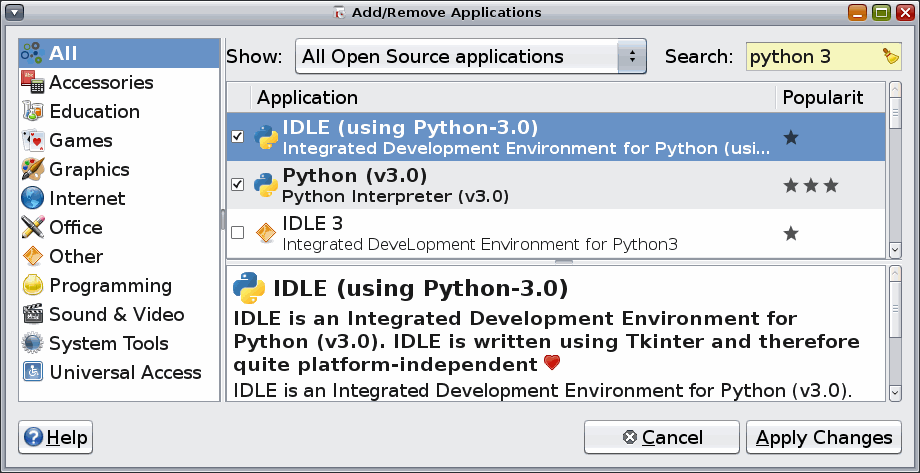 Add/Remove Applications
All
Accessories
Education
Games
Graphics
Internet
Office
Other
Programming
Sound & Video
System Tools
Universal Access
Show: All Open Source applications Search: python 3
Application Popularit
IDLE (using Python-3.0)
Integrated Development Environment for Python (usi...
Python (v3.0)
Python Interpreter (v3.0)
IDLE 3
Integrated DeveLopment Environment for Python3
IDLE (using Python-3.0)
IDLE is an Integrated Development Environment for
Python (v3.0). IDLE is written using Tkinter and therefore
quite platform-independent
IDLE is an Integrated Development Environment for Python (v3.0).
Help Cancel Apply Changes